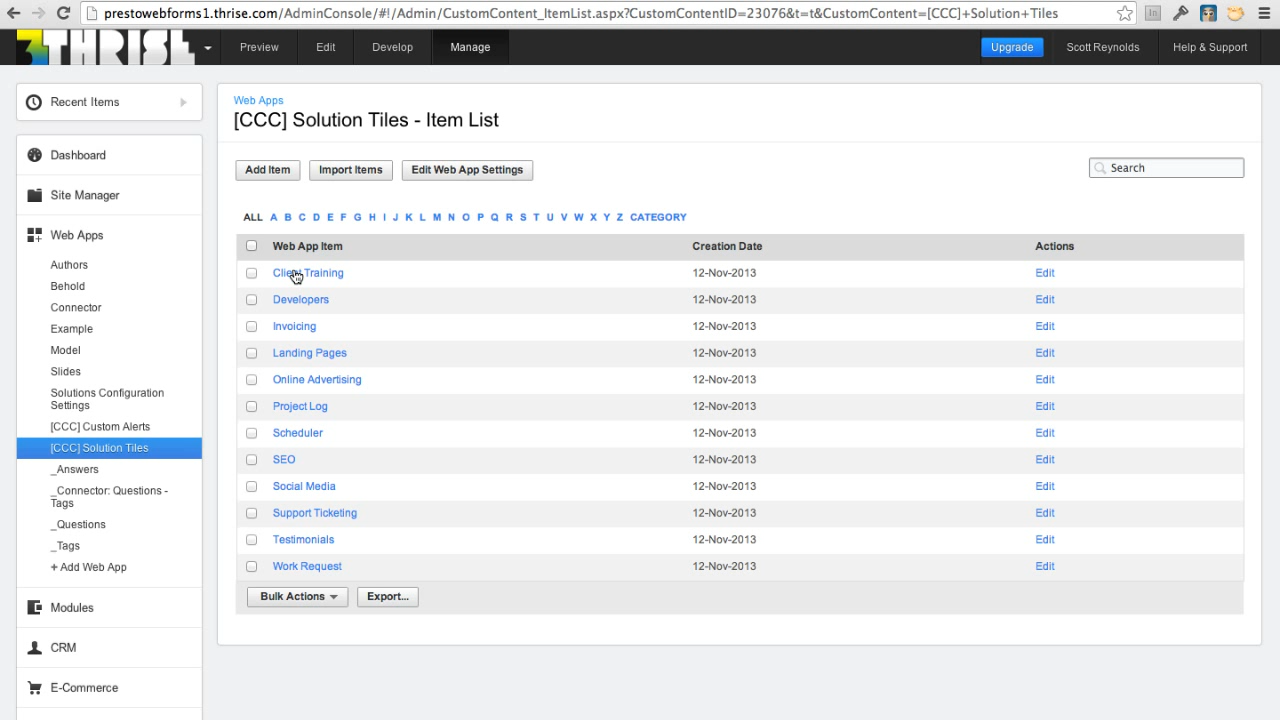 prestowebforms1.thrise.com/AdminConsole/#!/Admin/CustomContent_ItemList.aspx?CustomContentID=23076&t=t&CustomContent=[CCC]+Solution+Tiles
THRISE Preview Edit Develop Manage Upgrade Scott Reynolds Help & Support
Recent Items
Dashboard
Site Manager
Web Apps
Authors
Behold
Connector
Example
Model
Slides
Solutions Configuration
Settings
[CCC] Custom Alerts
[CCC] Solution Tiles
_Answers
_Connector: Questions -
Tags
_Questions
_Tags
+ Add Web App
Modules
CRM
E-Commerce
Web Apps
[CCC] Solution Tiles - Item List
Add Item Import Items Edit Web App Settings Search
ALL A B C D E F G H I J K L M N O P Q R S T U V W X Y Z CATEGORY
Web App Item Creation Date Actions
Client Training 12-Nov-2013 Edit
Developers 12-Nov-2013 Edit
Invoicing 12-Nov-2013 Edit
Landing Pages 12-Nov-2013 Edit
Online Advertising 12-Nov-2013 Edit
Project Log 12-Nov-2013 Edit
Scheduler 12-Nov-2013 Edit
SEO 12-Nov-2013 Edit
Social Media 12-Nov-2013 Edit
Support Ticketing 12-Nov-2013 Edit
Testimonials 12-Nov-2013 Edit
Work Request 12-Nov-2013 Edit
Bulk Actions Export...